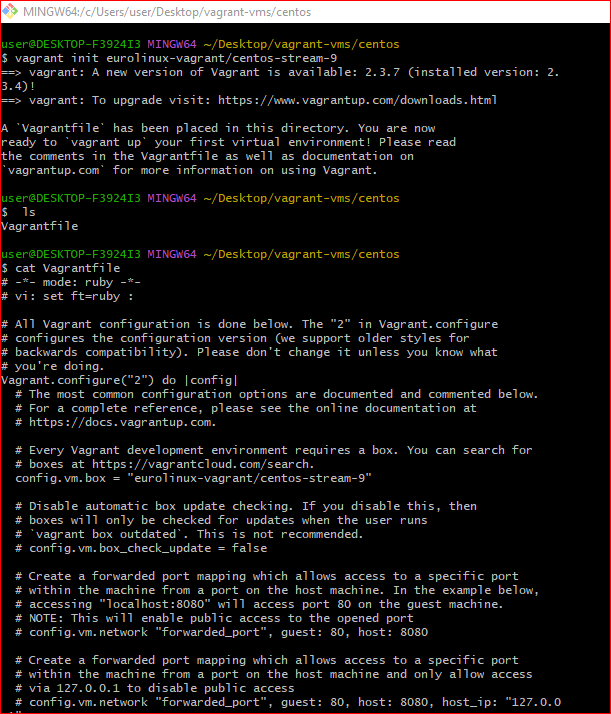 MINGW64:/c/Users/user/Desktop/vagrant-vms/centos
user@DESKTOP-F3924I3 MINGW64 ~/Desktop/vagrant-vms/centos
$ vagrant init eurolinux-vagrant/centos-stream-9
==> vagrant: A new version of Vagrant is available: 2.3.7 (installed version: 2.
3.4)!
==> vagrant: To upgrade visit: https://www.vagrantup.com/downloads.html
A `Vagrantfile` has been placed in this directory. You are now
ready to `vagrant up` your first virtual environment! Please read
the comments in the Vagrantfile as well as documentation on
`vagrantup.com` for more information on using Vagrant.
user@DESKTOP-F3924I3 MINGW64 ~/Desktop/vagrant-vms/centos
$  ls
Vagrantfile
user@DESKTOP-F3924I3 MINGW64 ~/Desktop/vagrant-vms/centos
$ cat Vagrantfile
# -*- mode: ruby -*-
# vi: set ft=ruby :
# All Vagrant configuration is done below. The "2" in Vagrant.configure
# configures the configuration version (we support older styles for
# backwards compatibility). Please don't change it unless you know what
# you're doing.
Vagrant.configure("2") do |config|
  # The most common configuration options are documented and commented below.
  # For a complete reference, please see the online documentation at
  # https://docs.vagrantup.com.
  # Every Vagrant development environment requires a box. You can search for
  # boxes at https://vagrantcloud.com/search.
  config.vm.box = "eurolinux-vagrant/centos-stream-9"
  # Disable automatic box update checking. If you disable this, then
  # boxes will only be checked for updates when the user runs
  # `vagrant box outdated`. This is not recommended.
  # config.vm.box_check_update = false
  # Create a forwarded port mapping which allows access to a specific port
  # within the machine from a port on the host machine. In the example below,
  # accessing "localhost:8080" will access port 80 on the guest machine.
  # NOTE: This will enable public access to the opened port
  # config.vm.network "forwarded_port", guest: 80, host: 8080
  # Create a forwarded port mapping which allows access to a specific port
  # within the machine from a port on the host machine and only allow access
  # via 127.0.0.1 to disable public access
  # config.vm.network "forwarded_port", guest: 80, host: 8080, host_ip: "127.0.0